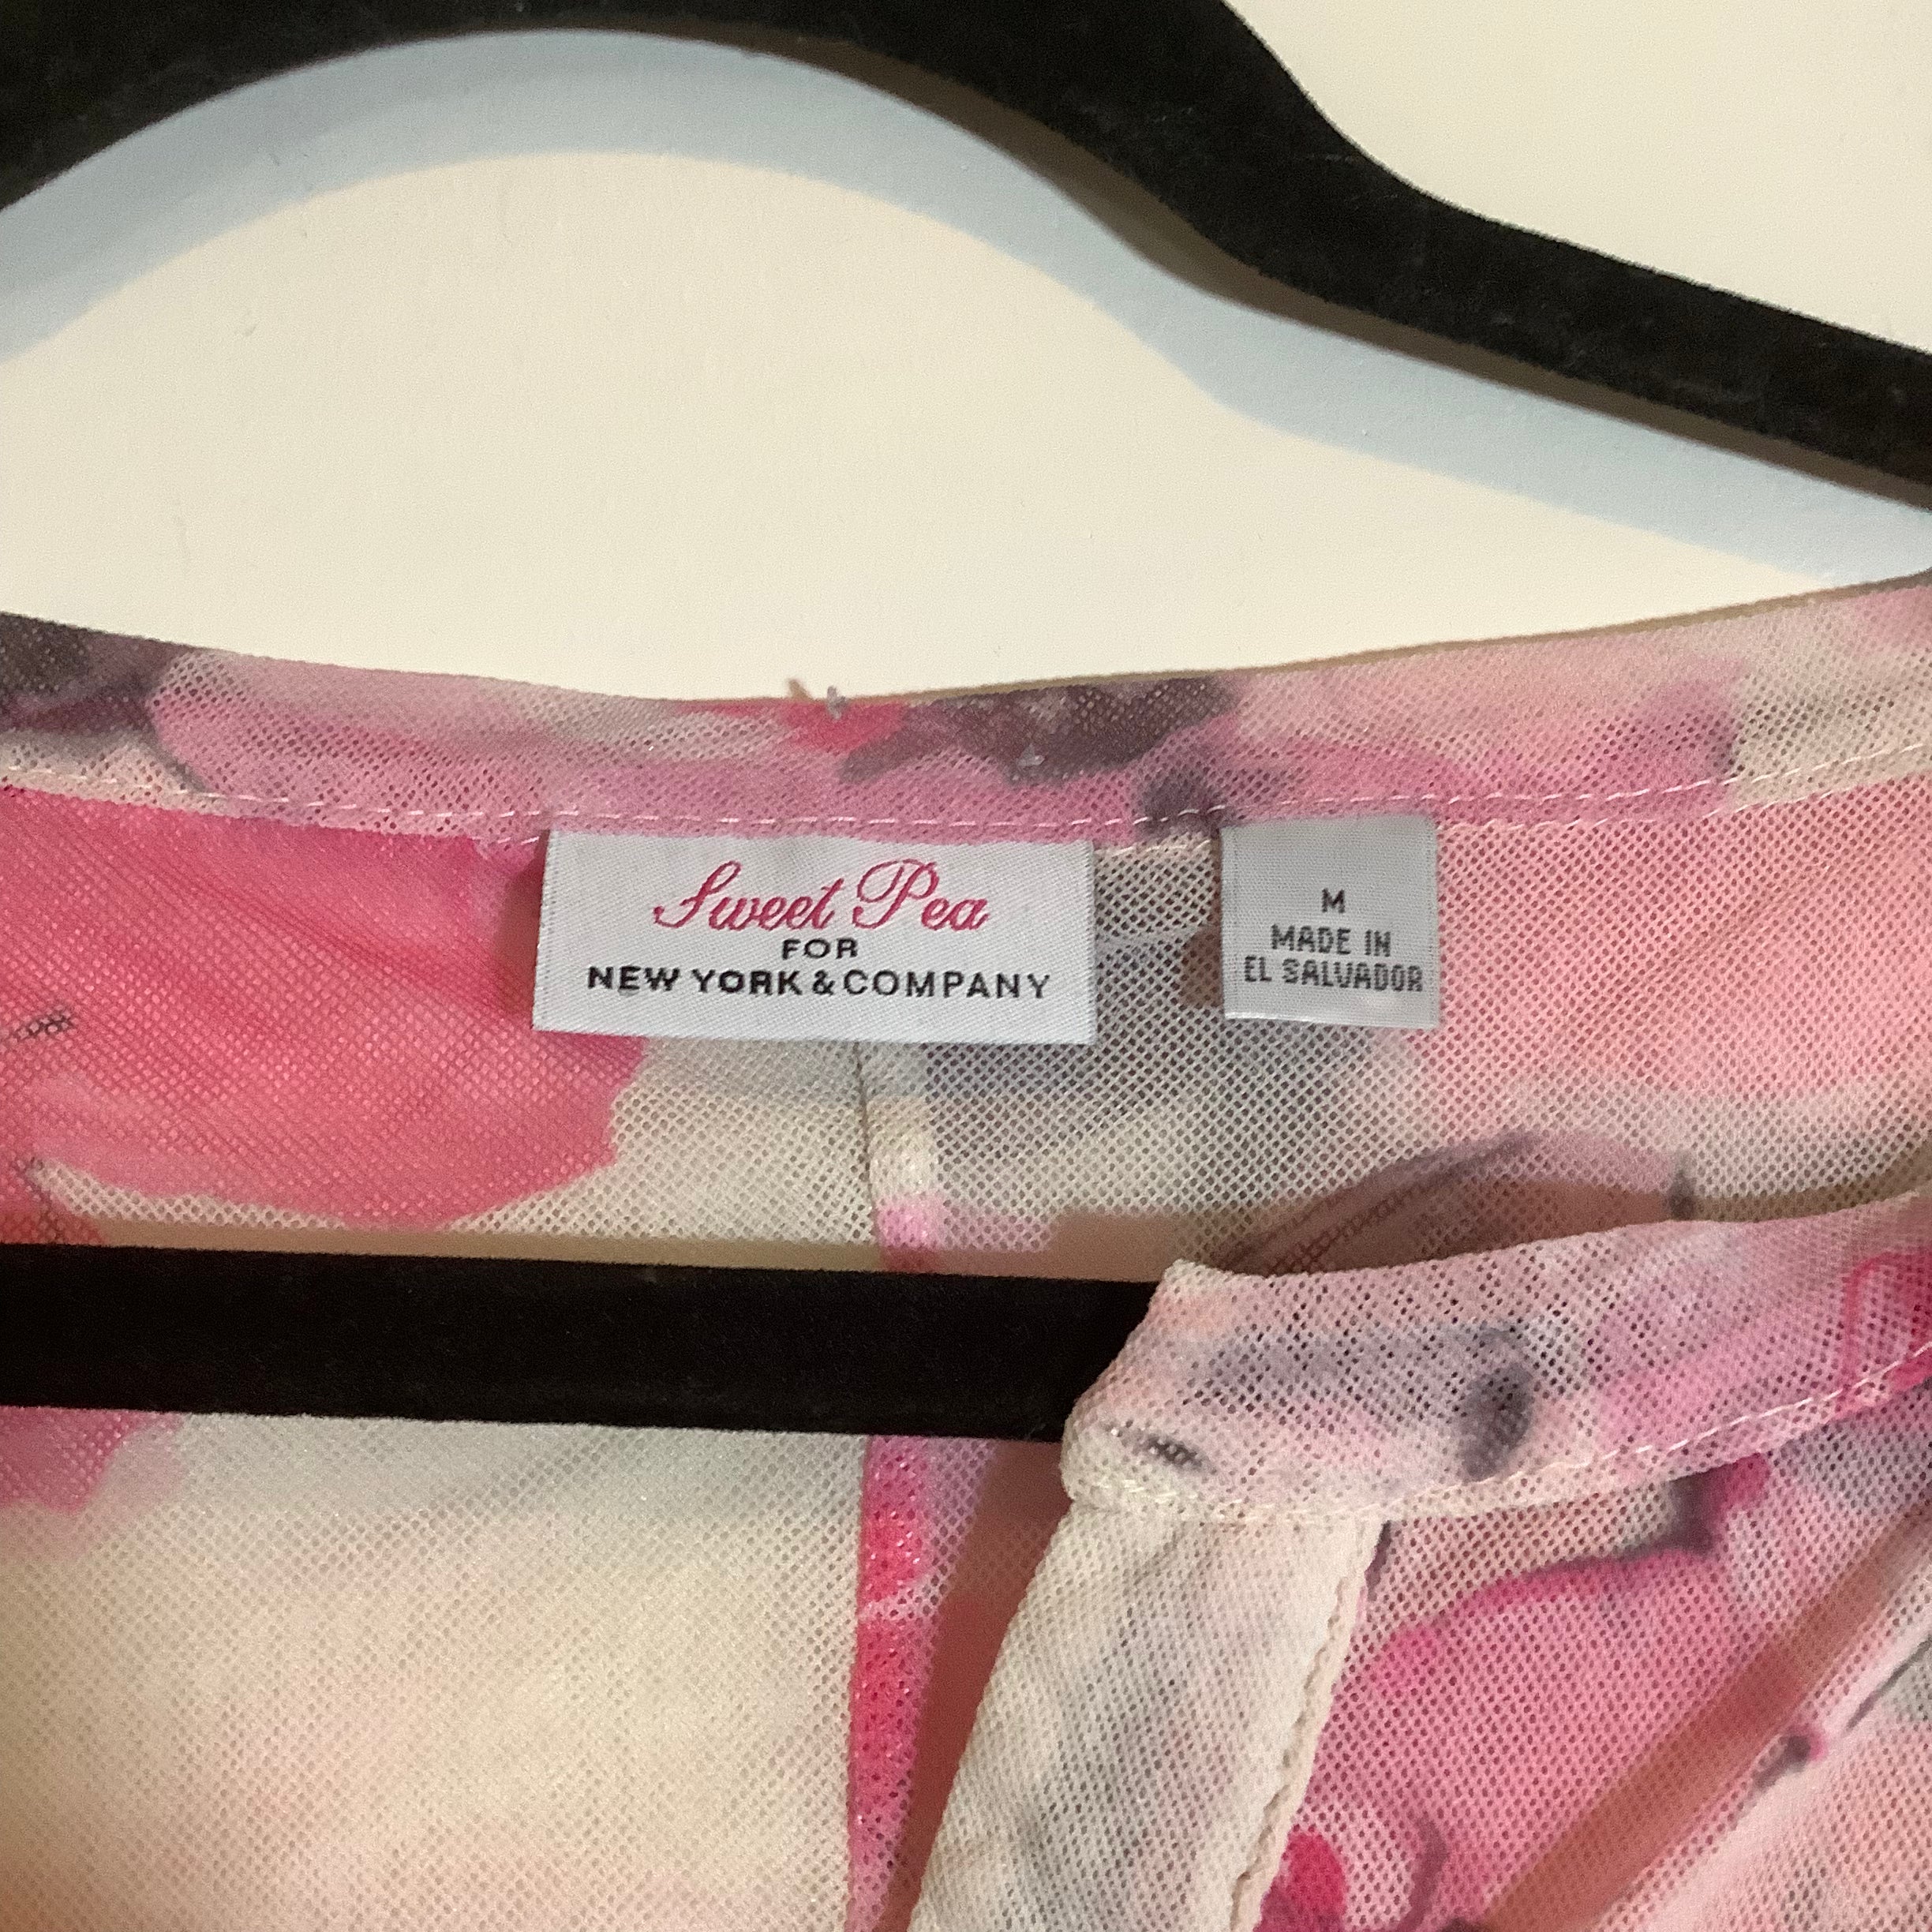 Sweet Pea
FOR
NEW YORK & COMPANY
M
MADE IN
EL SALVADOR